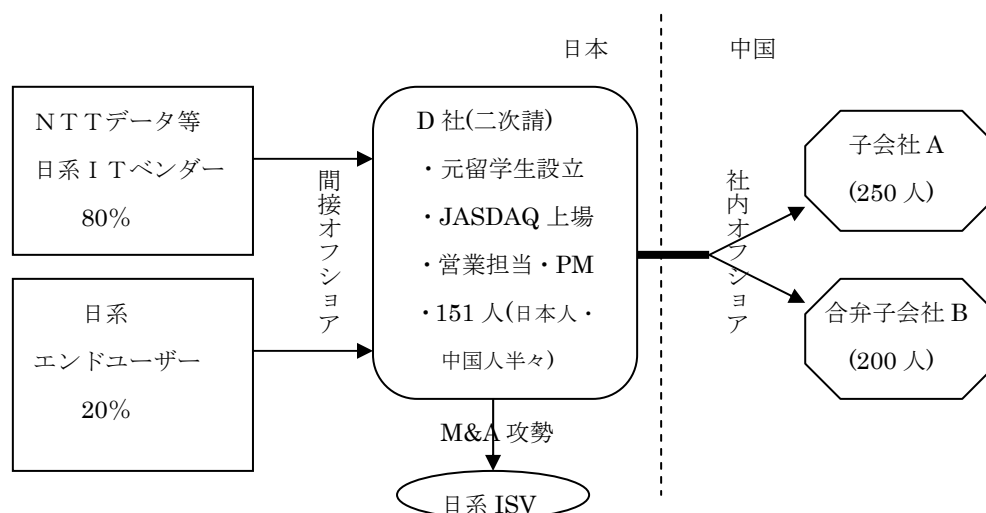 日本
中国
ＮＴＴデータ等
日系ＩＴベンダー
80%
日系
エンドユーザー
20%
間接オフショア
D 社(二次請)
・元留学生設立
・JASDAQ 上場
・営業担当・PM
・151 人(日本人・
中国人半々)
社内オフショア
子会社 A
(250 人)
合弁子会社 B
(200 人)
M&A 攻勢
日系 ISV